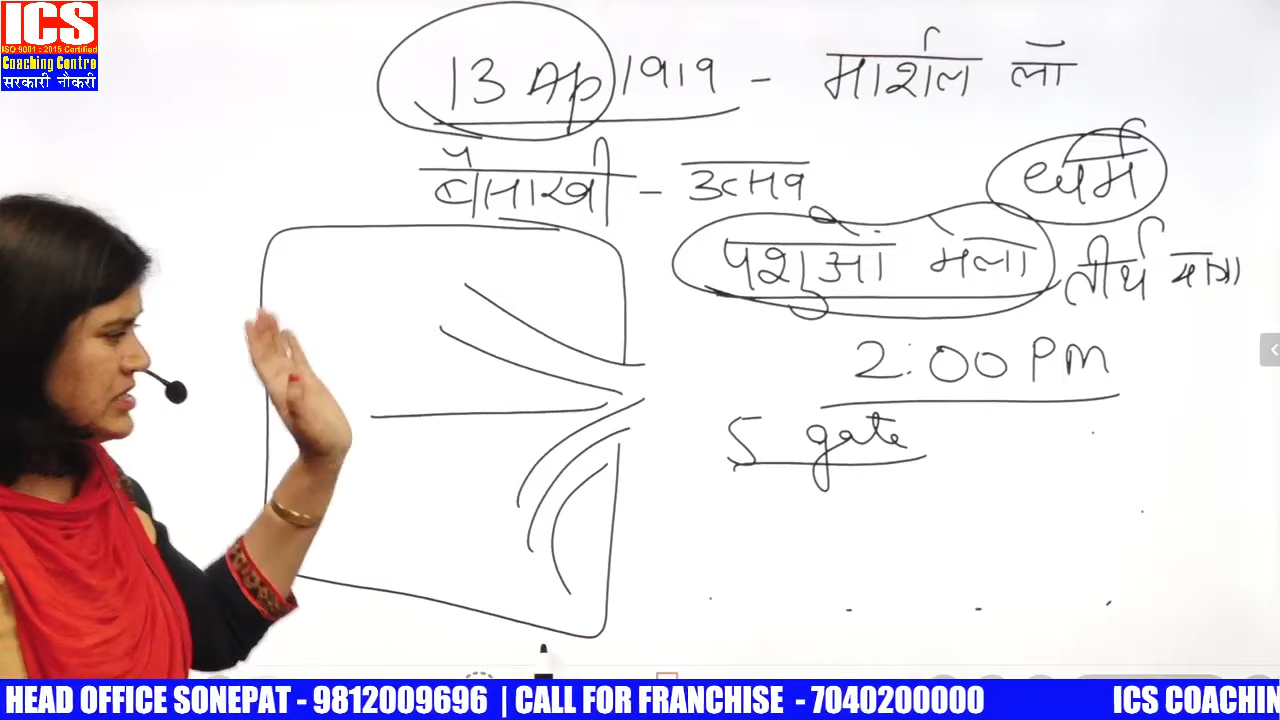 ICS
ISO 9001 : 2015 Certified
Coaching Centre
सरकारी नौकरी
13 Ap 1919 - मार्शल लॉ
बैसाखी - उत्सव
धर्म
पशुओं मेला
तीर्थ यात्रा
2:00 PM
5 gate
HEAD OFFICE SONEPAT - 9812009696 | CALL FOR FRANCHISE - 7040200000
ICS COACHIN